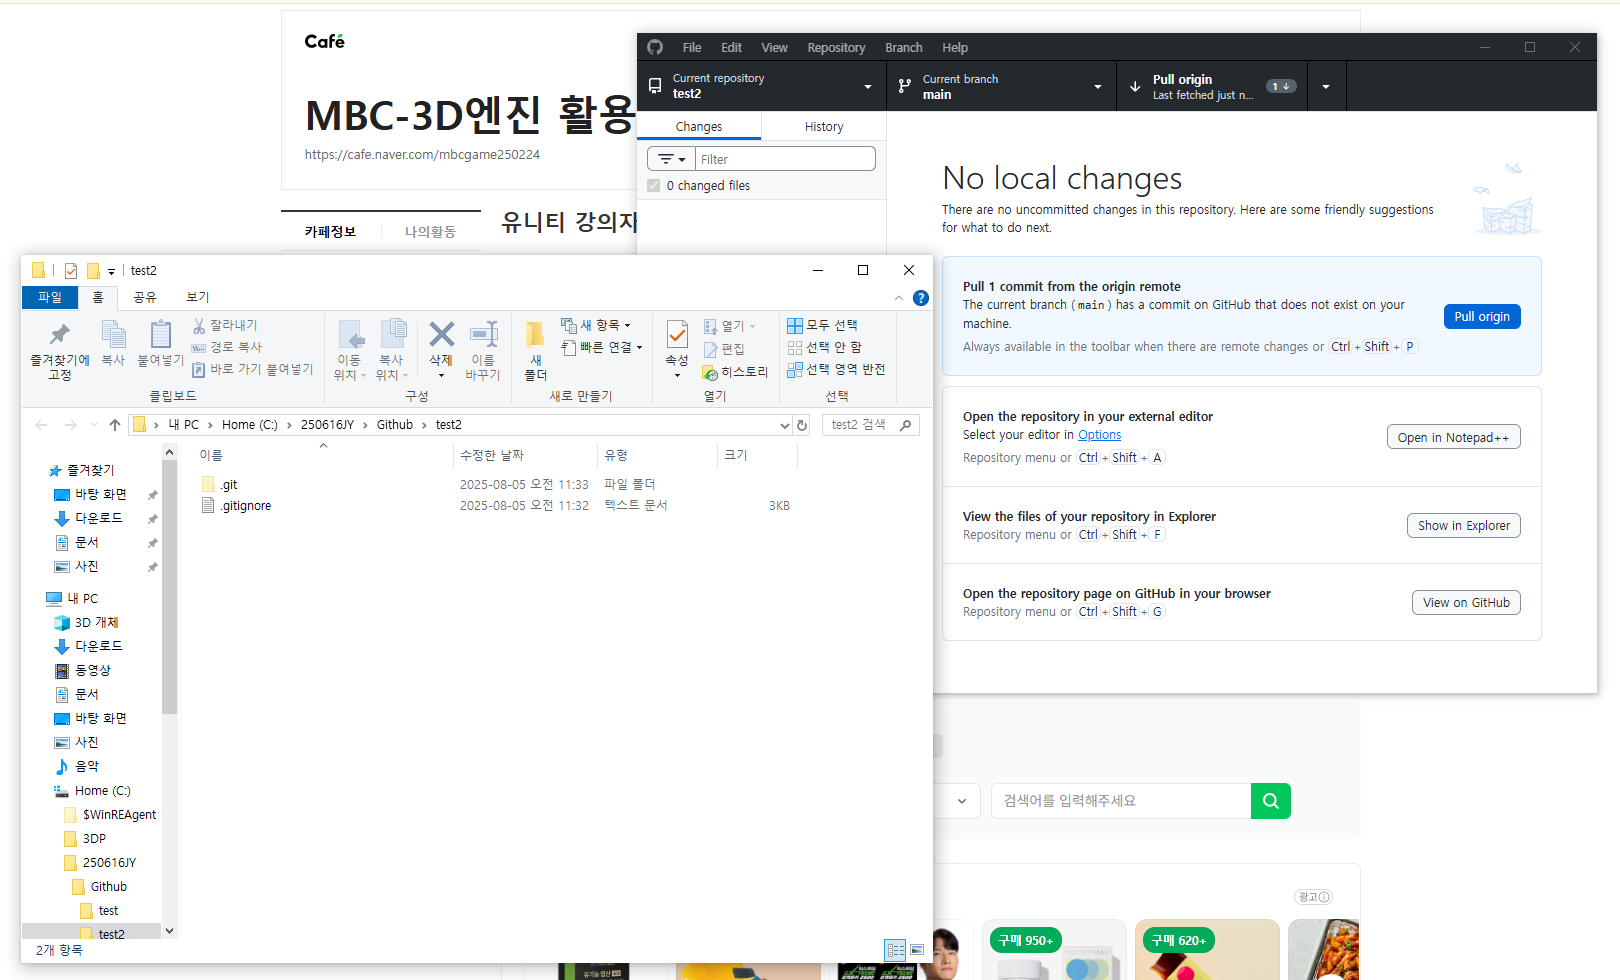 Café
MBC-3D엔진 활용
https://cafe.naver.com/mbcgame250224
카페정보
나의활동
유니티 강의자
File
Edit
View
Repository
Branch
Help
Current repository
test2
Current branch
main
Pull origin
Last fetched just n...
1
Changes
History
Filter
0 changed files
No local changes
There are no uncommitted changes in this repository. Here are some friendly suggestions
for what to do next.
Pull 1 commit from the origin remote
The current branch (main) has a commit on GitHub that does not exist on your
machine.
Always available in the toolbar when there are remote changes or Ctrl + Shift + P
Pull origin
Open the repository in your external editor
Select your editor in Options
Repository menu or Ctrl + Shift + A
Open in Notepad++
View the files of your repository in Explorer
Repository menu or Ctrl + Shift + F
Show in Explorer
Open the repository page on GitHub in your browser
Repository menu or Ctrl + Shift + G
View on GitHub
test2
파일
홈
공유
보기
즐겨찾기에
고정
복사
붙여넣기
잘라내기
경로 복사
바로 가기 붙여넣기
클립보드
이동
위치
복사
위치
삭제
이름
바꾸기
구성
새
폴더
새 항목
빠른 연결
새로 만들기
속성
열기
편집
히스토리
열기
모두 선택
선택 안 함
선택 영역 반전
선택
내 PC
Home (C:)
250616JY
Github
test2
test2 검색
이름
수정한 날짜
유형
크기
.git
2025-08-05 오전 11:33
파일 폴더
.gitignore
2025-08-05 오전 11:32
텍스트 문서
3KB
즐겨찾기
바탕 화면
다운로드
문서
사진
내 PC
3D 개체
다운로드
동영상
문서
바탕 화면
사진
음악
Home (C:)
$WinREAgent
3DP
250616JY
Github
test
test2
2개 항목
검색어를 입력해주세요
광고
구매 950+
구매 620+